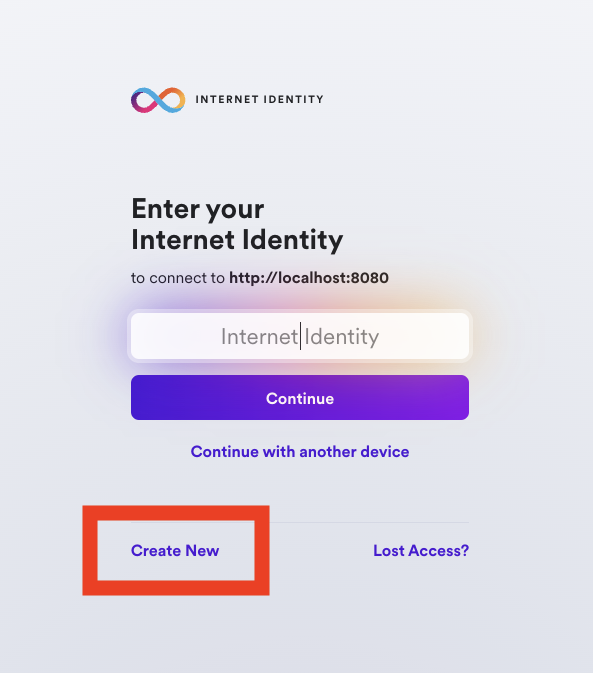 INTERNET IDENTITY
Enter your
Internet Identity
to connect to http://localhost:8080
Internet Identity
Continue
Continue with another device
Create New
Lost Access?